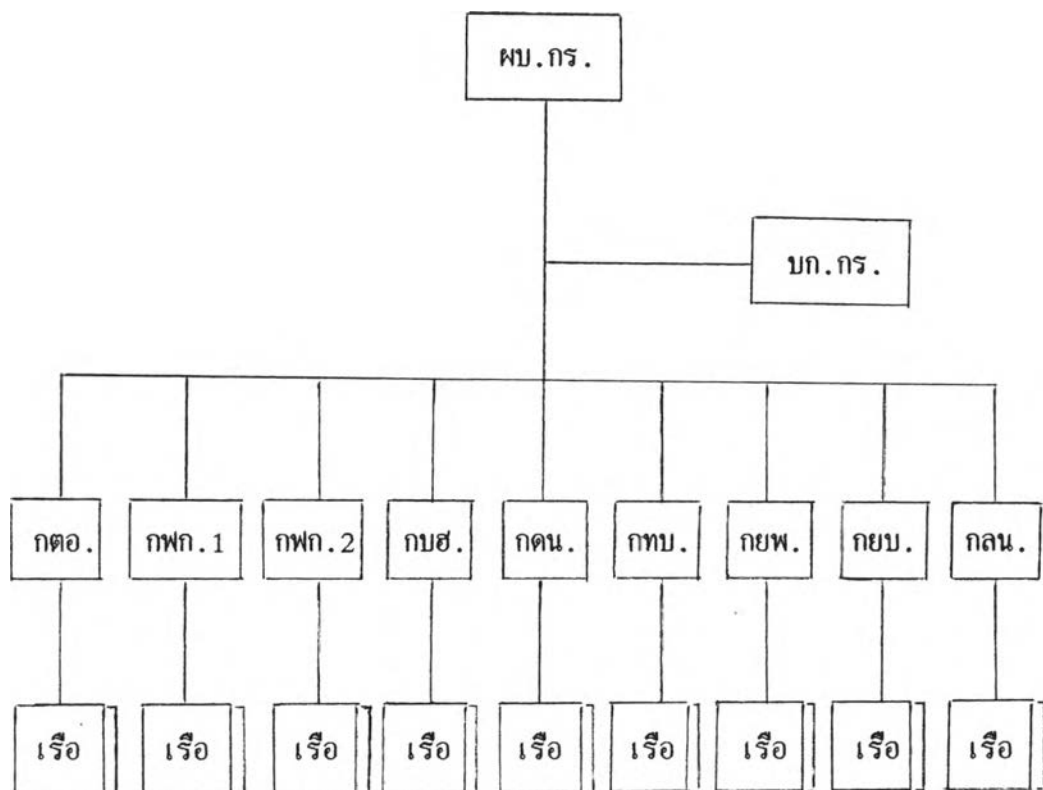 ผบ.กร.
บก.กร.
กตอ. กฟก.1 กฟก.2 กบฮ. กดน. กทบ. กยพ. กยบ. กลน.
เรือ เรือ เรือ เรือ เรือ เรือ เรือ เรือ เรือ